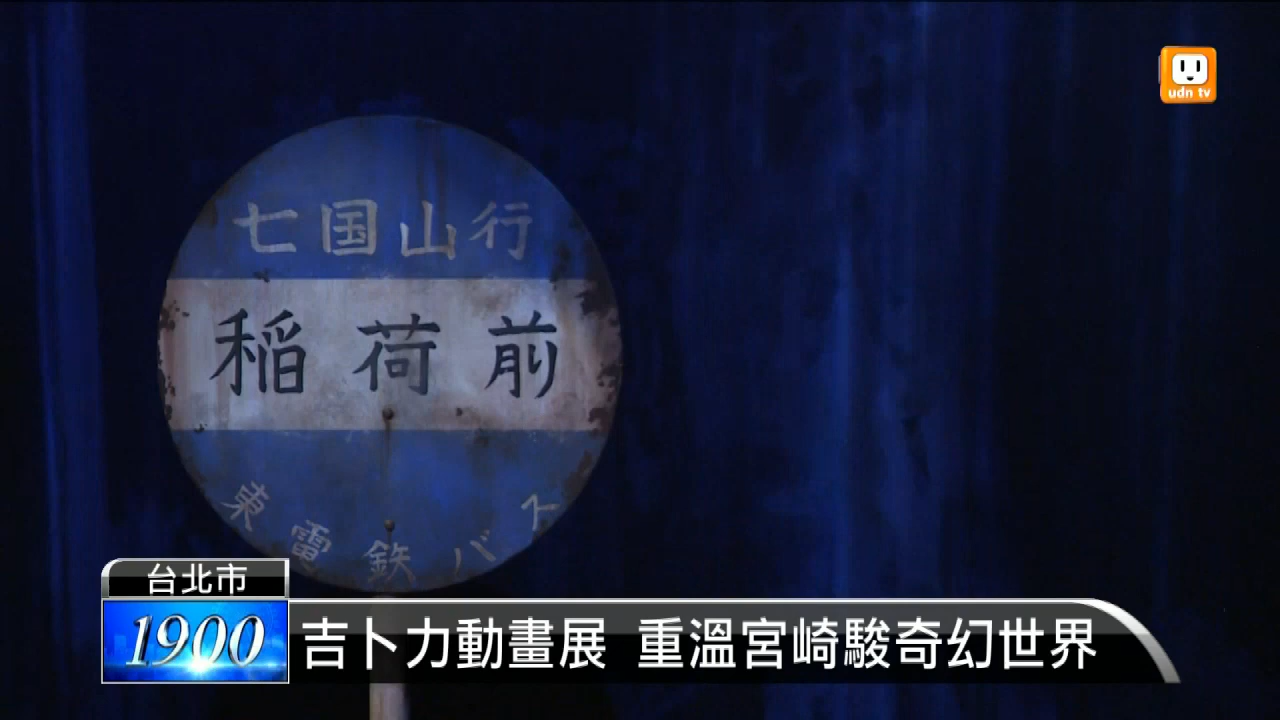 udn tv
七国山行
稲荷前
東電鉄バス
台北市
1900
吉卜力動畫展 重溫宮崎駿奇幻世界